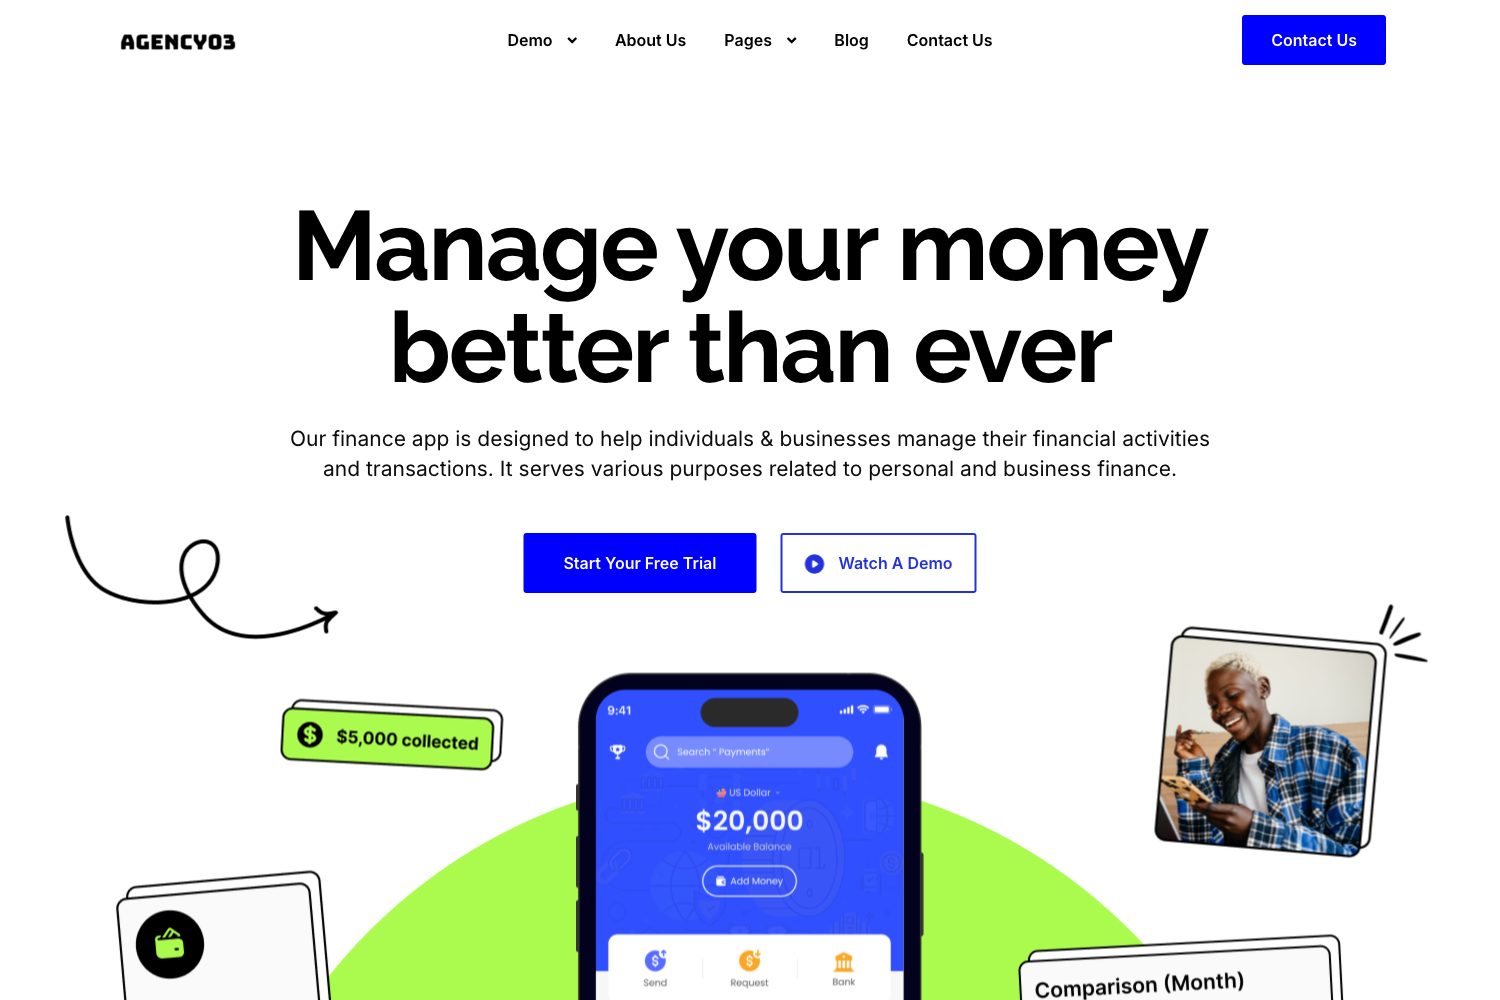 AGENCY03
Demo
About Us
Pages
Blog
Contact Us
Contact Us
Manage your money
better than ever
Our finance app is designed to help individuals & businesses manage their financial activities
and transactions. It serves various purposes related to personal and business finance.
Start Your Free Trial
Watch A Demo
$5,000 collected
9:41
Search " Payments"
US Dollar
$20,000
Available Balance
Add Money
Send
Request
Bank
Comparison (Month)